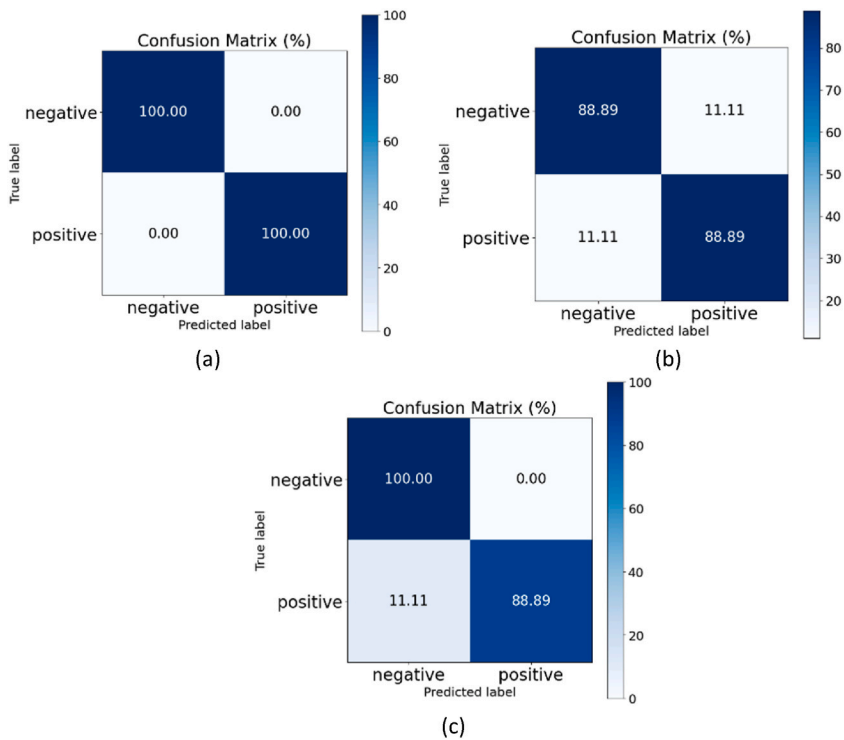 Confusion Matrix (%)
negative
100.00 0.00
True label
positive
0.00 100.00
negative positive
Predicted label
100
80
60
40
20
0
(a)
Confusion Matrix (%)
negative
88.89 11.11
True label
positive
11.11 88.89
negative positive
Predicted label
80
70
60
50
40
30
20
(b)
Confusion Matrix (%)
negative
100.00 0.00
True label
positive
11.11 88.89
negative positive
Predicted label
100
80
60
40
20
0
(c)